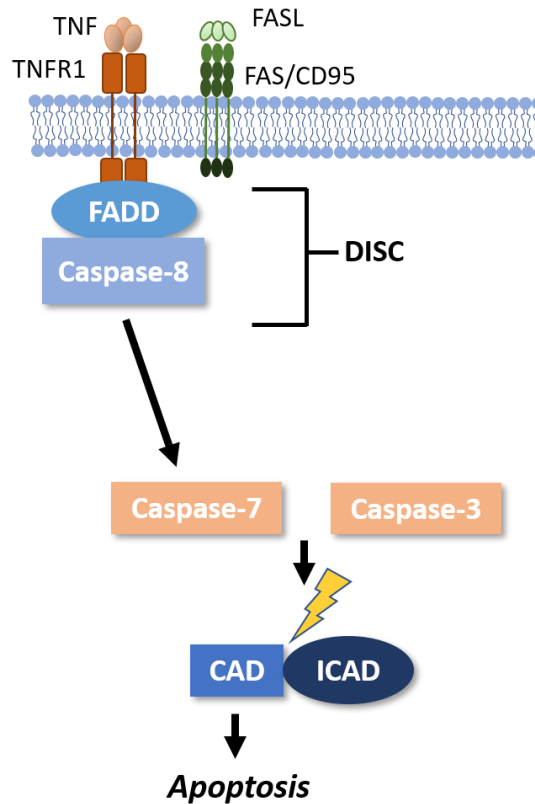 TNF
FASL
TNFR1
FAS/CD95
FADD
DISC
Caspase-8
Caspase-7
Caspase-3
CAD
ICAD
Apoptosis